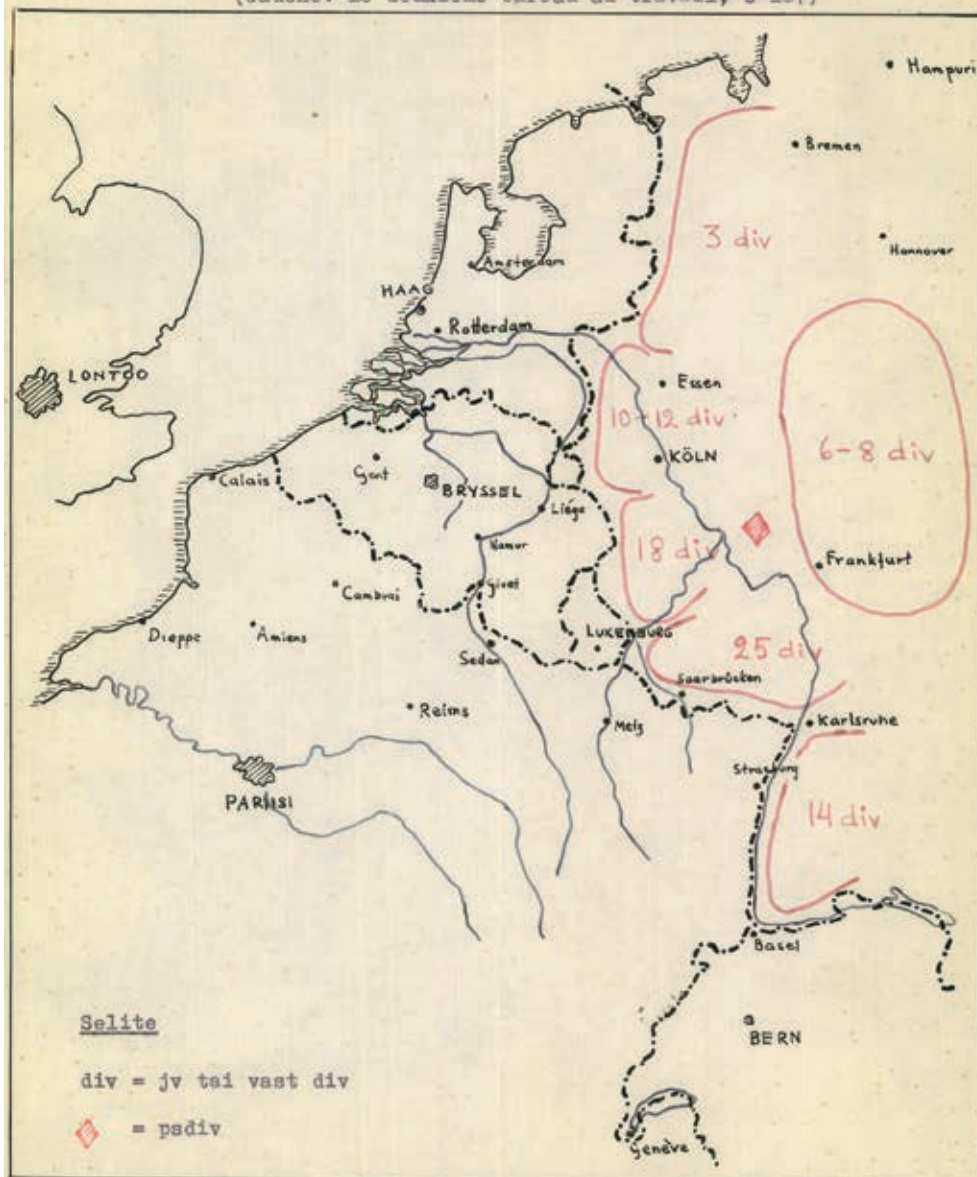 Hampuri
Bremen
3 div
Hannover
Amsterdam
HAAG
Rotterdam
LONTOO
Essen
10-12 div
6-8 div
KÖLN
Calais
Gent
BRYSSEL
Liége
18 div
Namur
Frankfurt
Cambrai
Givet
Dieppe
Amiens
LUXEMBURG
25 div
Sedan
Saarbrücken
Reims
Metz
Karlsruhe
Strasburg
PARIISI
14 div
Basel
Selite
BERN
div = jv tai vast div
= psdiv
Genève